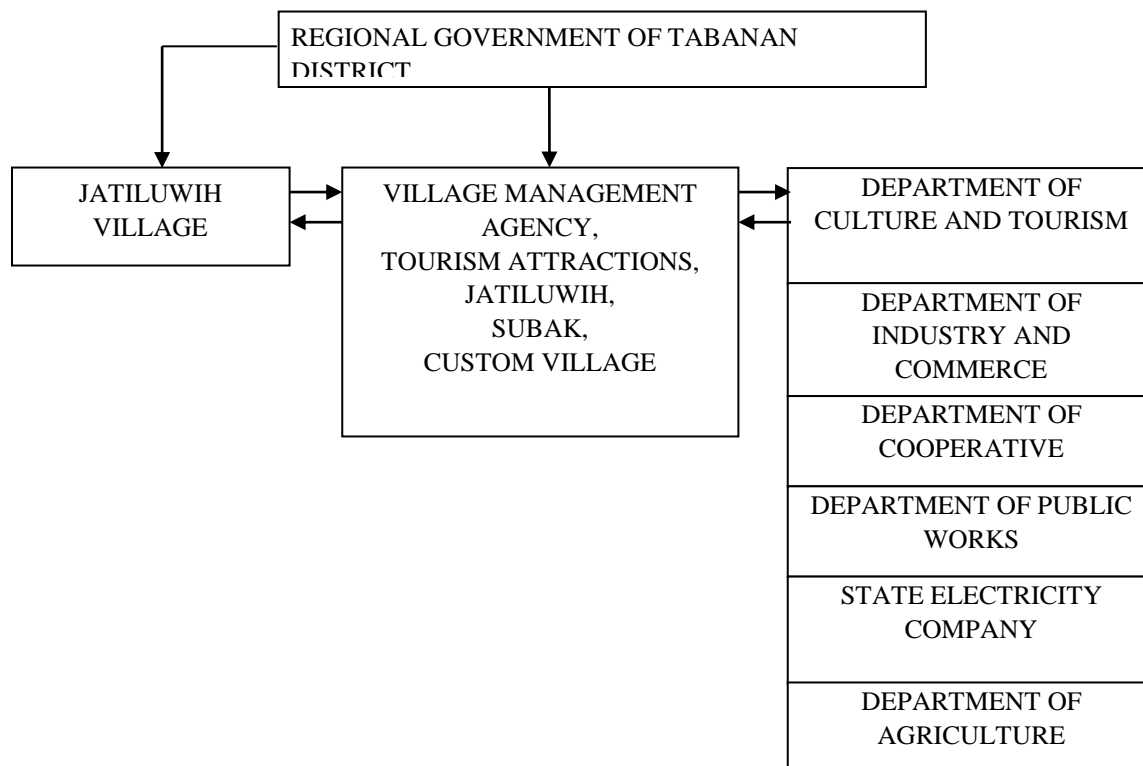 REGIONAL GOVERNMENT OF TABANAN
DISTRICT
JATILUWIH
VILLAGE
VILLAGE MANAGEMENT
AGENCY,
TOURISM ATTRACTIONS,
JATILUWIH,
SUBAK,
CUSTOM VILLAGE
DEPARTMENT OF
CULTURE AND TOURISM
DEPARTMENT OF
INDUSTRY AND
COMMERCE
DEPARTMENT OF
COOPERATIVE
DEPARTMENT OF PUBLIC
WORKS
STATE ELECTRICITY
COMPANY
DEPARTMENT OF
AGRICULTURE